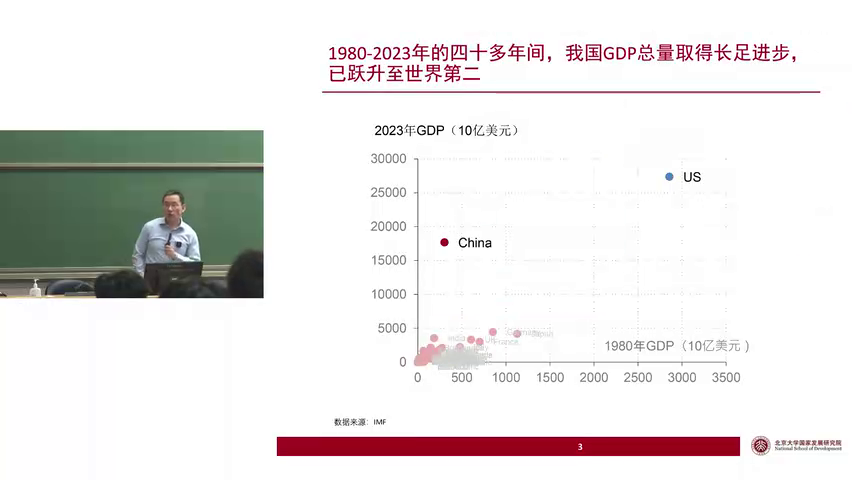 1980-2023年的四十多年间，我国GDP总量取得长足进步，
已跃升至世界第二
2023年GDP（10亿美元）
30000
25000
20000
15000
10000
5000
0
US
China
India
UK
France
Germany
Japan
1980年GDP（10亿美元）
0 500 1000 1500 2000 2500 3000 3500
数据来源：IMF
3
北京大学国家发展研究院
National School of Development